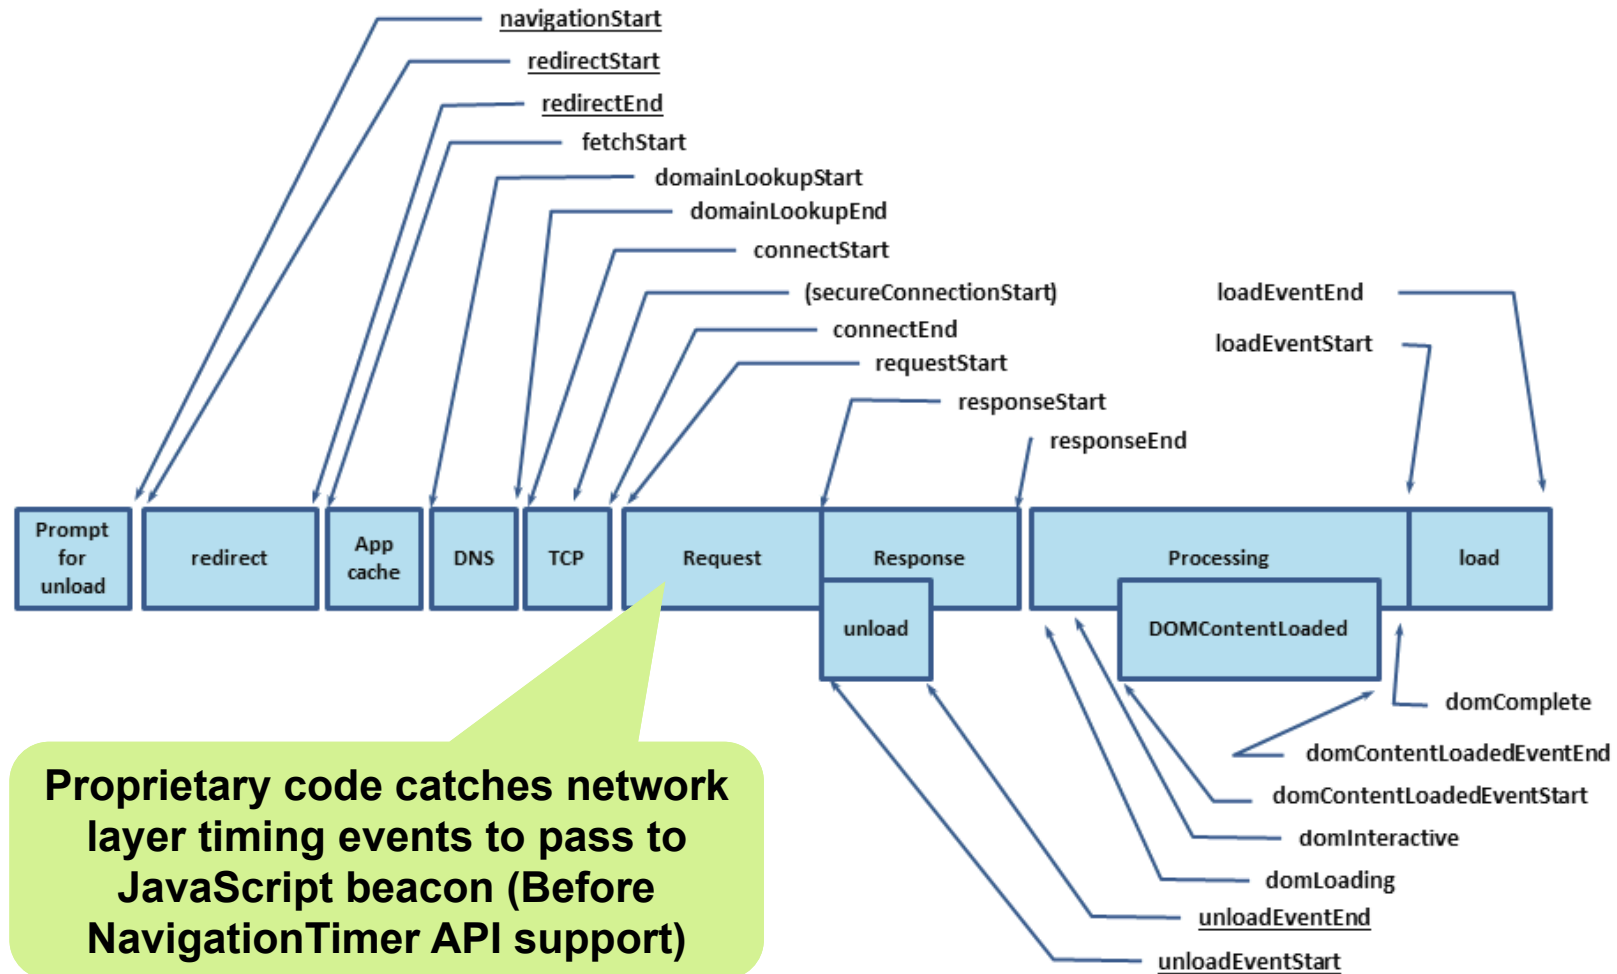 navigationStart
redirectStart
redirectEnd
fetchStart
domainLookupStart
domainLookupEnd
connectStart
(secureConnectionStart)
loadEventEnd
connectEnd
loadEventStart
requestStart
responseStart
responseEnd
Prompt
for
unload
redirect
App
cache
DNS
TCP
Request
Response
Processing
load
unload
DOMContentLoaded
domComplete
domContentLoadedEventEnd
domContentLoadedEventStart
domInteractive
domLoading
unloadEventEnd
unloadEventStart
Proprietary code catches network
layer timing events to pass to
JavaScript beacon (Before
NavigationTimer API support)